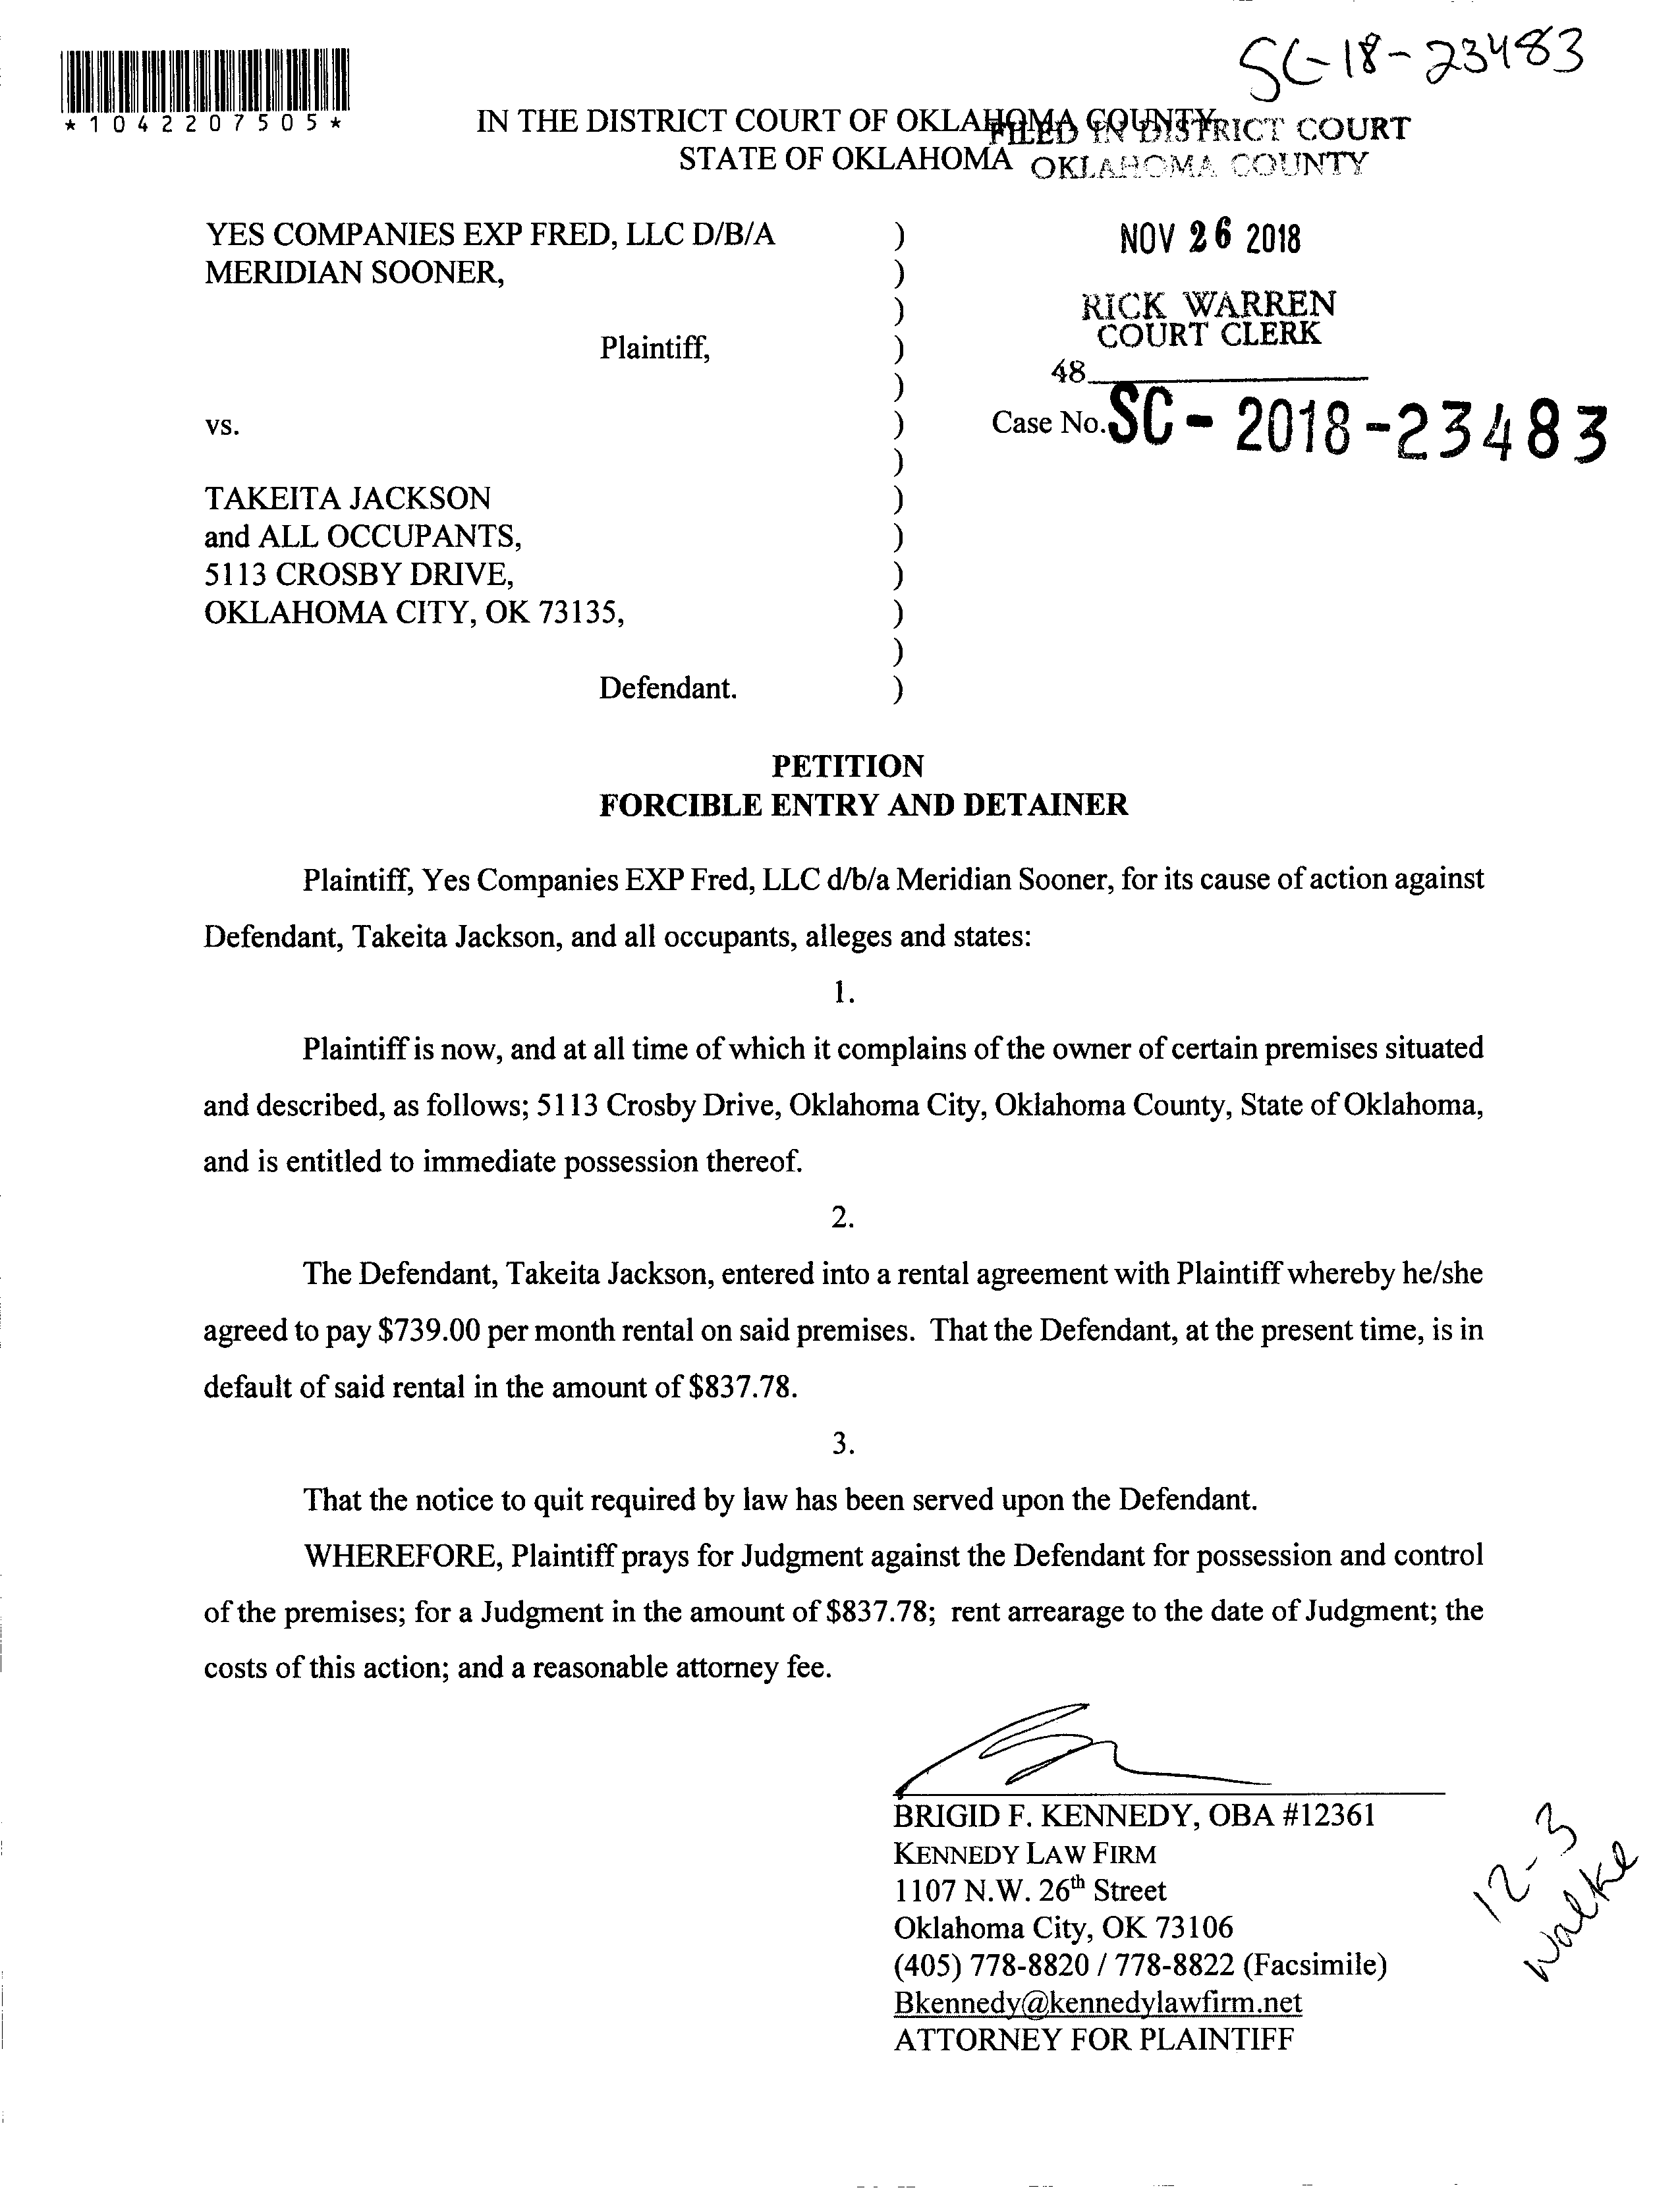 SC-18-23483
*1042207505*
IN THE DISTRICT COURT OF OKLAHOMA COUNTY
STATE OF OKLAHOMA
FILED IN DISTRICT COURT
OKLAHOMA COUNTY
NOV 26 2018
RICK WARREN
COURT CLERK
48
Case No. SC - 2018-23483
YES COMPANIES EXP FRED, LLC D/B/A )
MERIDIAN SOONER, )
)
Plaintiff, )
)
vs. )
)
TAKEITA JACKSON )
and ALL OCCUPANTS, )
5113 CROSBY DRIVE, )
OKLAHOMA CITY, OK 73135, )
)
Defendant. )
PETITION
FORCIBLE ENTRY AND DETAINER
Plaintiff, Yes Companies EXP Fred, LLC d/b/a Meridian Sooner, for its cause of action against
Defendant, Takeita Jackson, and all occupants, alleges and states:
1.
Plaintiff is now, and at all time of which it complains of the owner of certain premises situated
and described, as follows; 5113 Crosby Drive, Oklahoma City, Oklahoma County, State of Oklahoma,
and is entitled to immediate possession thereof.
2.
The Defendant, Takeita Jackson, entered into a rental agreement with Plaintiff whereby he/she
agreed to pay $739.00 per month rental on said premises. That the Defendant, at the present time, is in
default of said rental in the amount of $837.78.
3.
That the notice to quit required by law has been served upon the Defendant.
WHEREFORE, Plaintiff prays for Judgment against the Defendant for possession and control
of the premises; for a Judgment in the amount of $837.78; rent arrearage to the date of Judgment; the
costs of this action; and a reasonable attorney fee.
BRIGID F. KENNEDY, OBA #12361
KENNEDY LAW FIRM
1107 N.W. 26th Street
Oklahoma City, OK 73106
(405) 778-8820 / 778-8822 (Facsimile)
Bkennedy@kennedylawfirm.net
ATTORNEY FOR PLAINTIFF
12-3
Walke